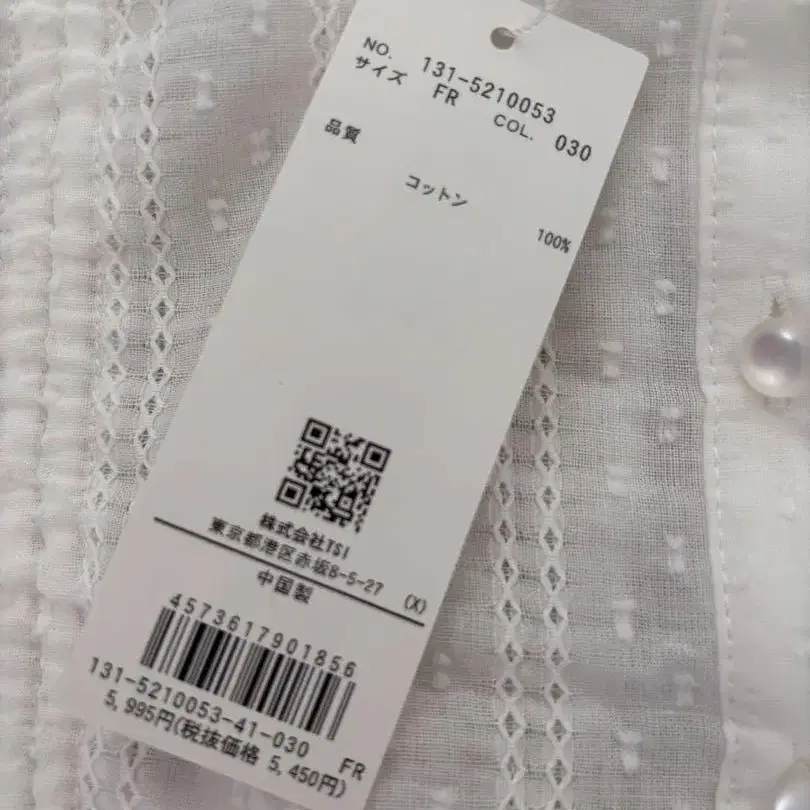 NO. 131-5210053
サイズ FR COL. 030
品質
コットン 100%
株式会社TSI
東京都港区赤坂8-5-27 (X)
中国製
4573617901856
131-5210053-41-030 FR
5,995円(税抜価格 5,450円)